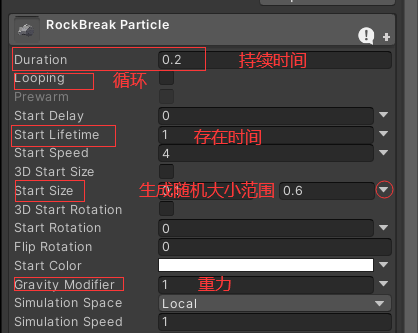 RockBreak Particle
Duration 0.2 持续时间
Looping 循环
Prewarm
Start Delay 0
Start Lifetime 1 存在时间
Start Speed 4
3D Start Size
Start Size 生成随机大小范围 0.6
3D Start Rotation
Start Rotation 0
Flip Rotation 0
Start Color
Gravity Modifier 1 重力
Simulation Space Local
Simulation Speed 1